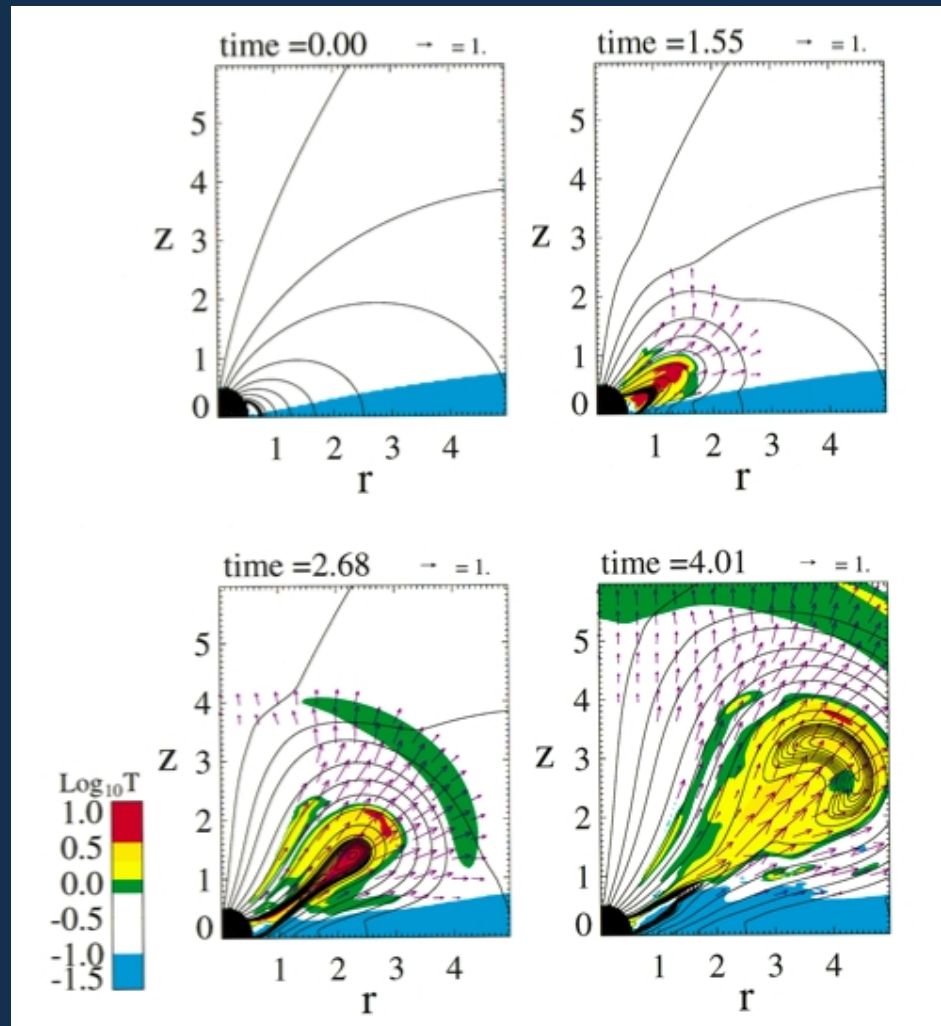 time =0.00 → = 1.
time =1.55 → = 1.
5
4
3
2
1
0
z
1 2 3 4
r
5
4
3
2
1
0
z
1 2 3 4
r
time =2.68 → = 1.
time =4.01 → = 1.
5
4
3
2
1
0
z
1 2 3 4
r
5
4
3
2
1
0
z
1 2 3 4
r
Log₁₀T
1.0
0.5
0.0
-0.5
-1.0
-1.5